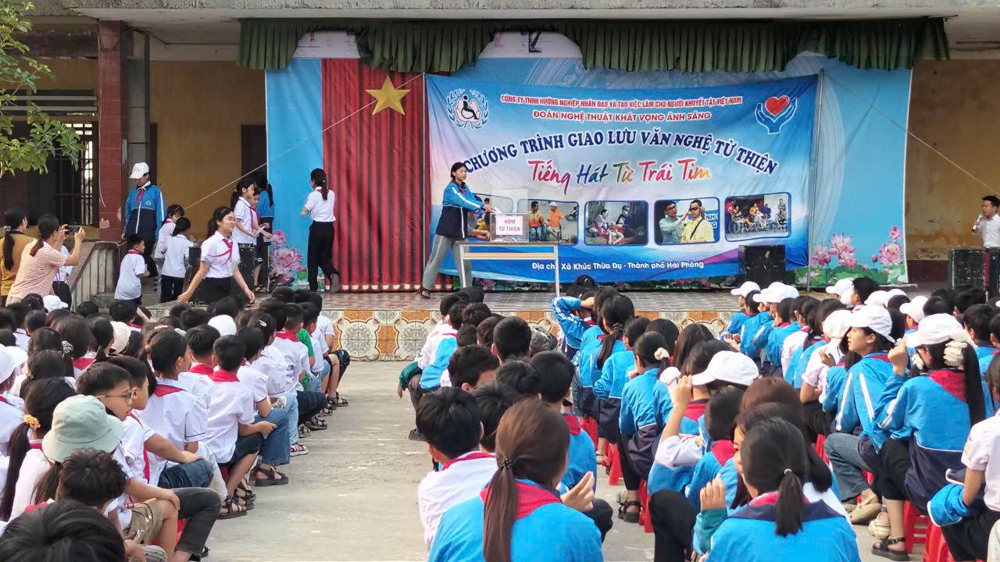 CÔNG TY TNHH HƯỚNG NGHIỆP NHÂN ĐẠO VÀ TẠO VIỆC LÀM CHO NGƯỜI KHUYẾT TẬT VIỆT NAM
ĐOÀN NGHỆ THUẬT KHÁT VỌNG ÁNH SÁNG
CHƯƠNG TRÌNH GIAO LƯU VĂN NGHỆ TỪ THIỆN
Tiếng Hát Từ Trái Tim
HÒM
TỪ THIỆN
Địa chỉ: Xã Khúc Thừa Dụ - Thành phố Hải Phòng